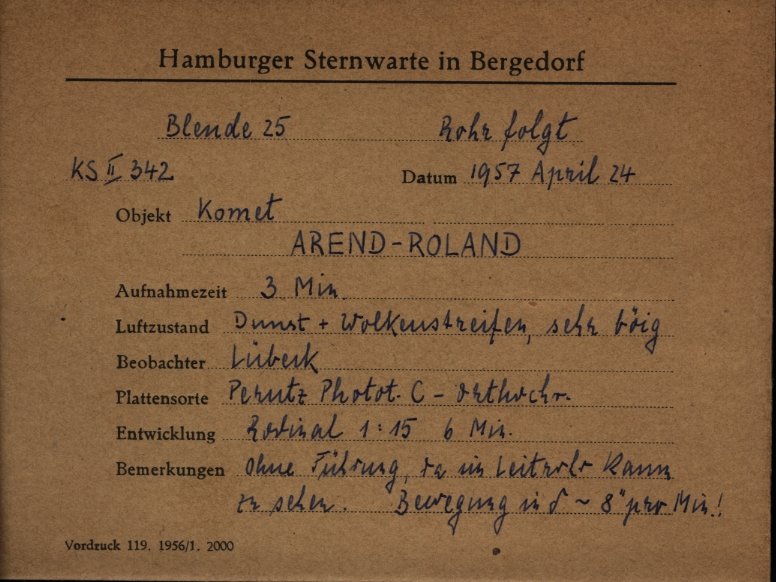 Hamburger Sternwarte in Bergedorf
Blende 25 Rohr folgt
KS II 342 Datum 1957 April 24
Objekt Komet
AREND-ROLAND
Aufnahmezeit 3 Min.
Luftzustand Dunst + Wolkenstreifen, sehr böig
Beobachter Lübeck
Plattensorte Perutz Photot. C - orthochr.
Entwicklung Rodinal 1:15 6 Min.
Bemerkungen ohne Führung, da im Leitrohr kaum
zu sehen. Bewegung in δ ~ 8" pro Min!
Vordruck 119. 1956/1. 2000